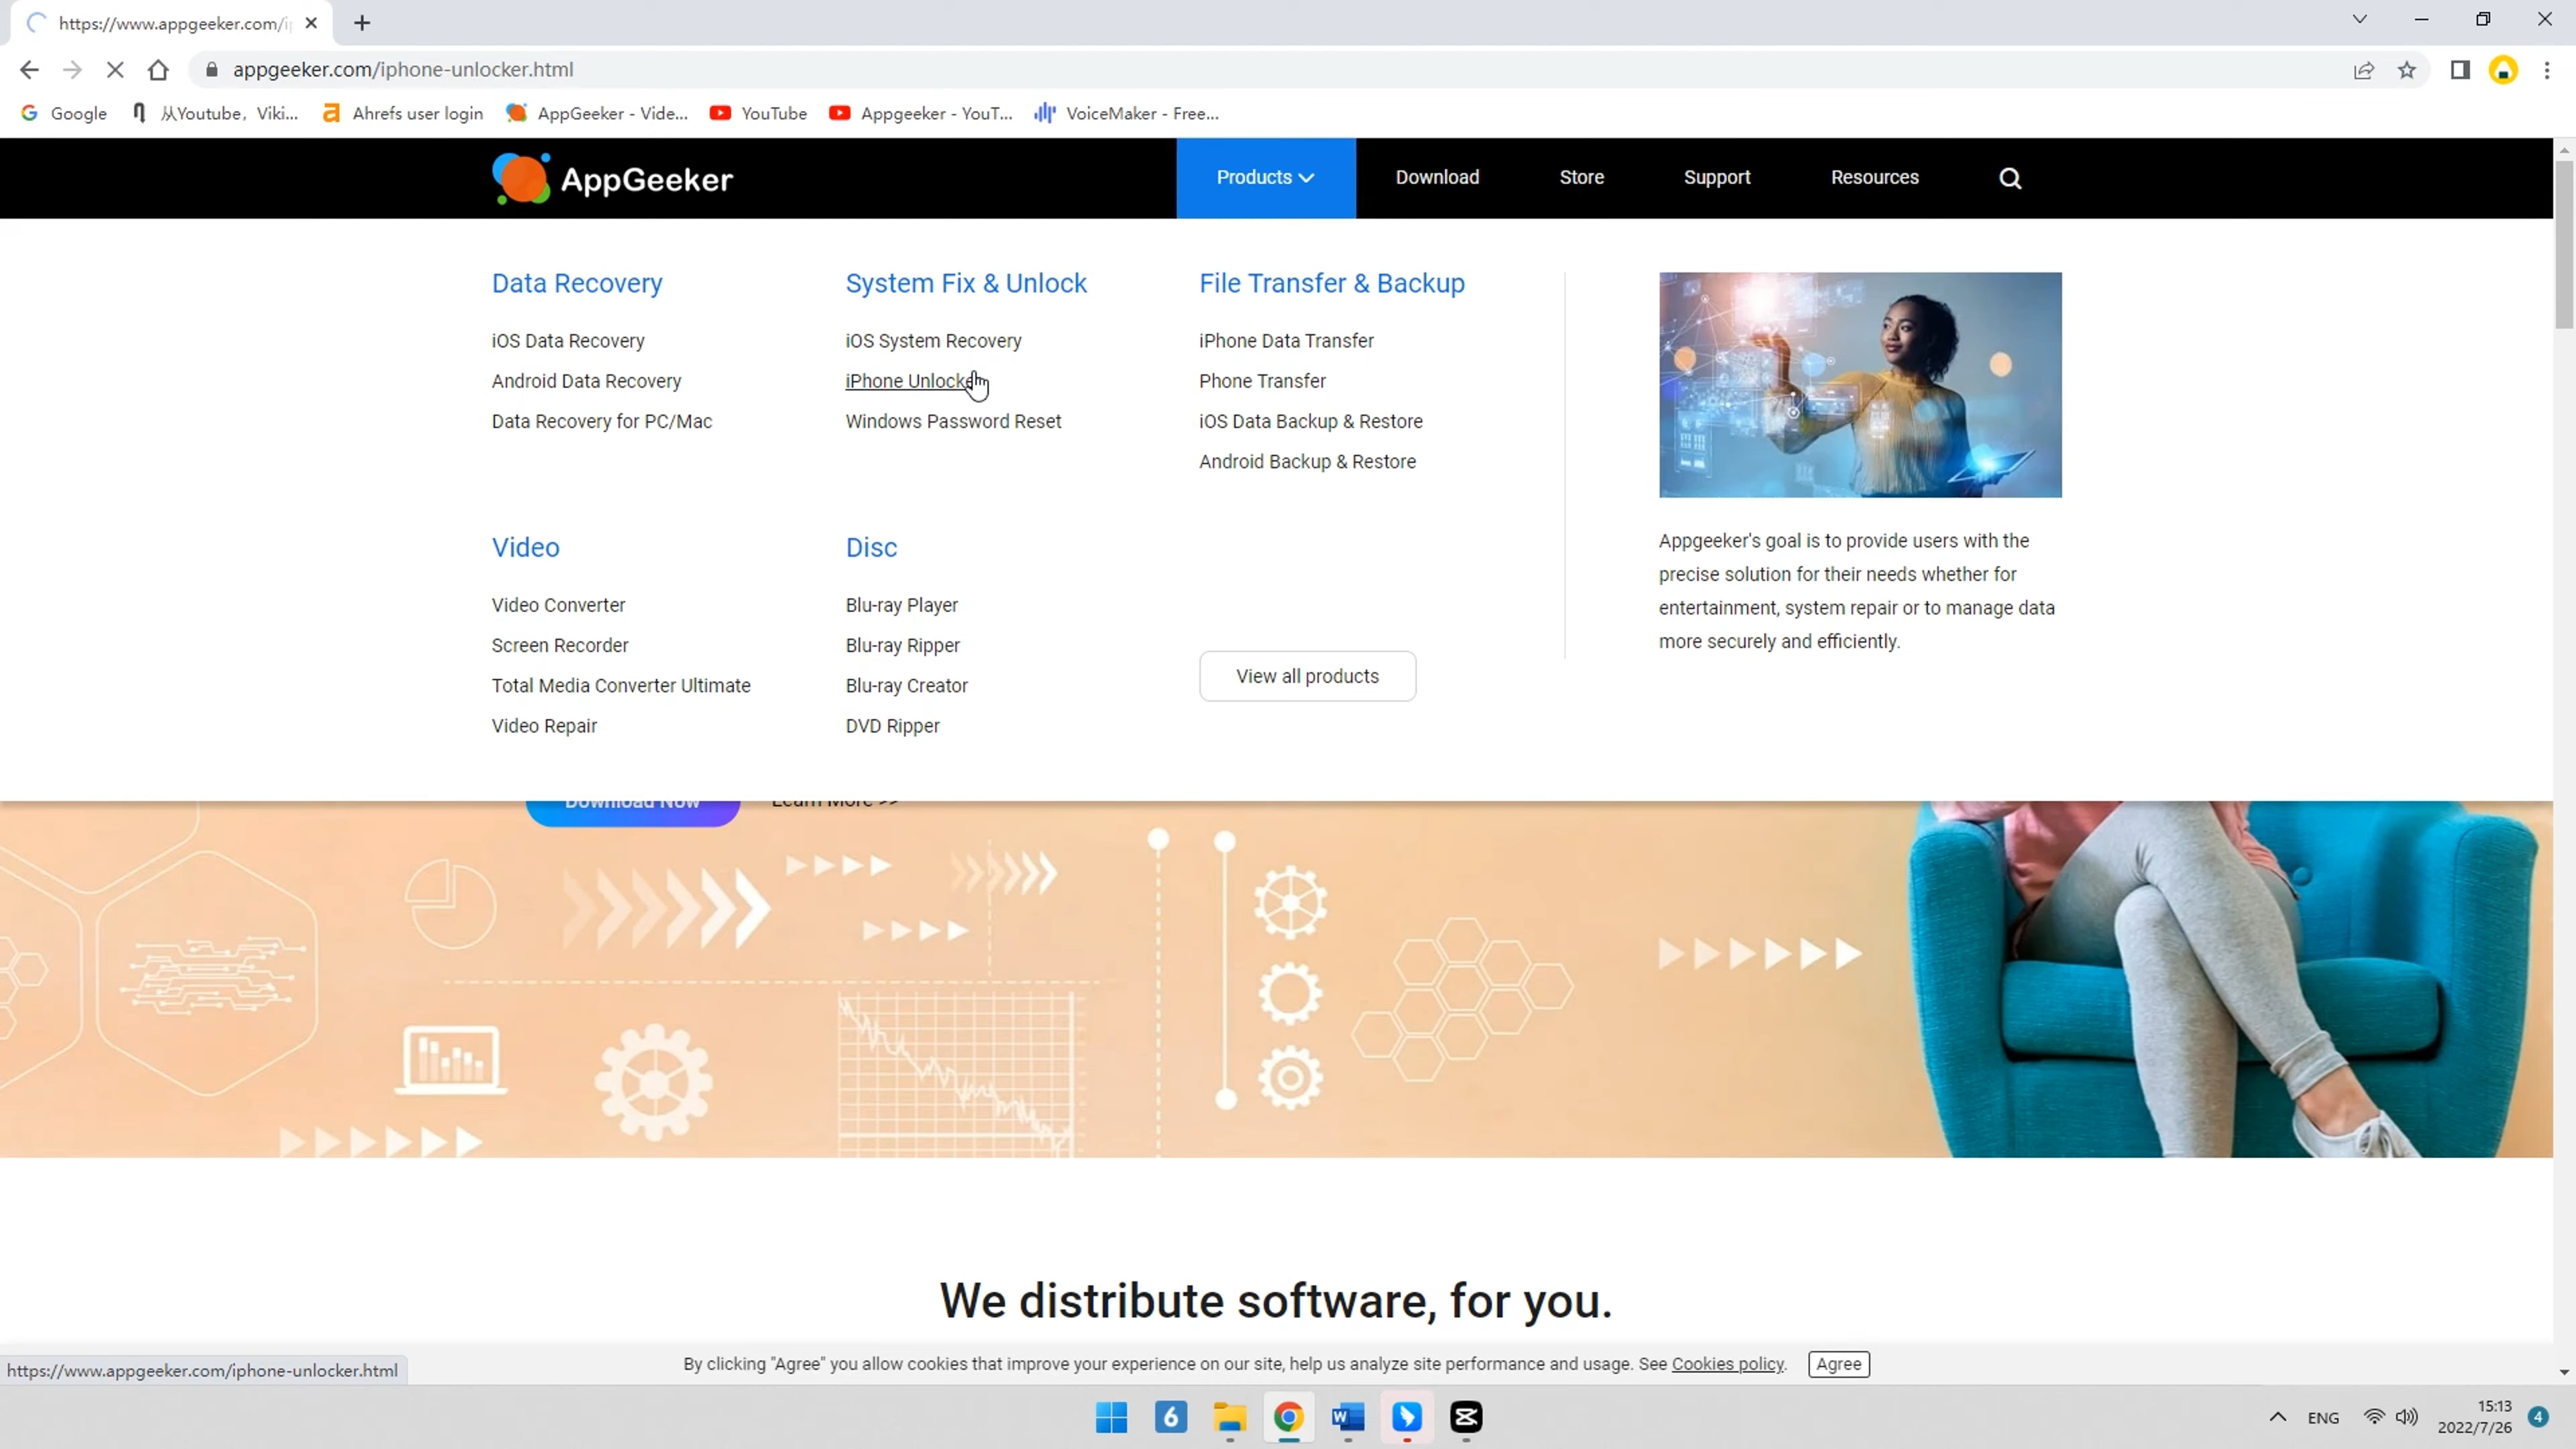 https://www.appgeeker.com/i
appgeeker.com/iphone-unlocker.html
Google
从Youtube, Viki...
Ahrefs user login
AppGeeker - Vide...
YouTube
Appgeeker - YouT...
VoiceMaker - Free...
AppGeeker
Products
Download
Store
Support
Resources
Data Recovery
iOS Data Recovery
Android Data Recovery
Data Recovery for PC/Mac
System Fix & Unlock
iOS System Recovery
iPhone Unlocke
Windows Password Reset
File Transfer & Backup
iPhone Data Transfer
Phone Transfer
iOS Data Backup & Restore
Android Backup & Restore
Video
Video Converter
Screen Recorder
Total Media Converter Ultimate
Video Repair
Disc
Blu-ray Player
Blu-ray Ripper
Blu-ray Creator
DVD Ripper
View all products
Appgeeker's goal is to provide users with the
precise solution for their needs whether for
entertainment, system repair or to manage data
more securely and efficiently.
Download Now
Learn More >>
We distribute software, for you.
By clicking "Agree" you allow cookies that improve your experience on our site, help us analyze site performance and usage. See Cookies policy.
Agree
https://www.appgeeker.com/iphone-unlocker.html
6
W
ENG
15:13
2022/7/26
4